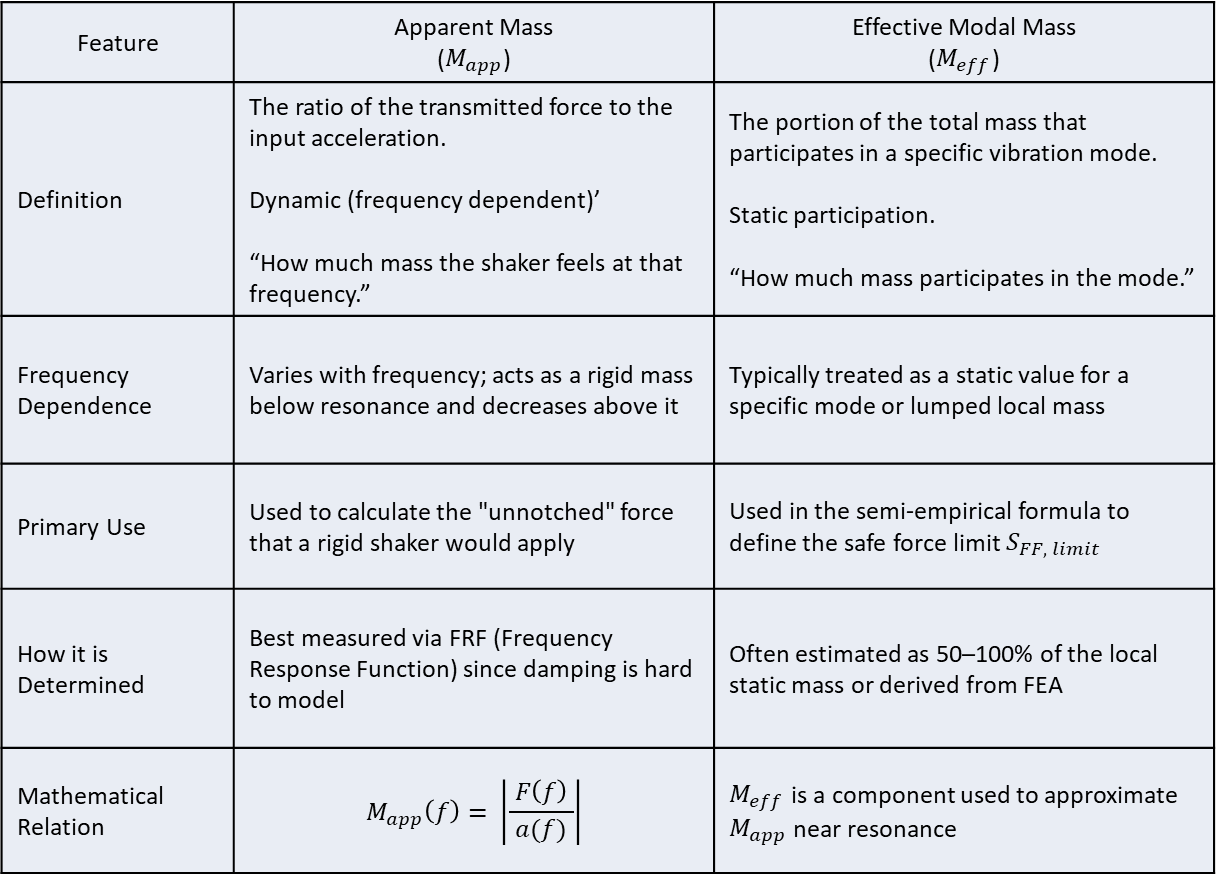 Feature
Apparent Mass
(M_app)
Effective Modal Mass
(M_eff)
Definition
The ratio of the transmitted force to the
input acceleration.
Dynamic (frequency dependent)’
“How much mass the shaker feels at that
frequency.”
The portion of the total mass that
participates in a specific vibration mode.
Static participation.
“How much mass participates in the mode.”
Frequency
Dependence
Varies with frequency; acts as a rigid mass
below resonance and decreases above it
Typically treated as a static value for a
specific mode or lumped local mass
Primary Use
Used to calculate the "unnotched" force
that a rigid shaker would apply
Used in the semi-empirical formula to
define the safe force limit S_FF, limit
How it is
Determined
Best measured via FRF (Frequency
Response Function) since damping is hard
to model
Often estimated as 50–100% of the local
static mass or derived from FEA
Mathematical
Relation
M_app(f) = |F(f)/a(f)|
M_eff is a component used to approximate
M_app near resonance